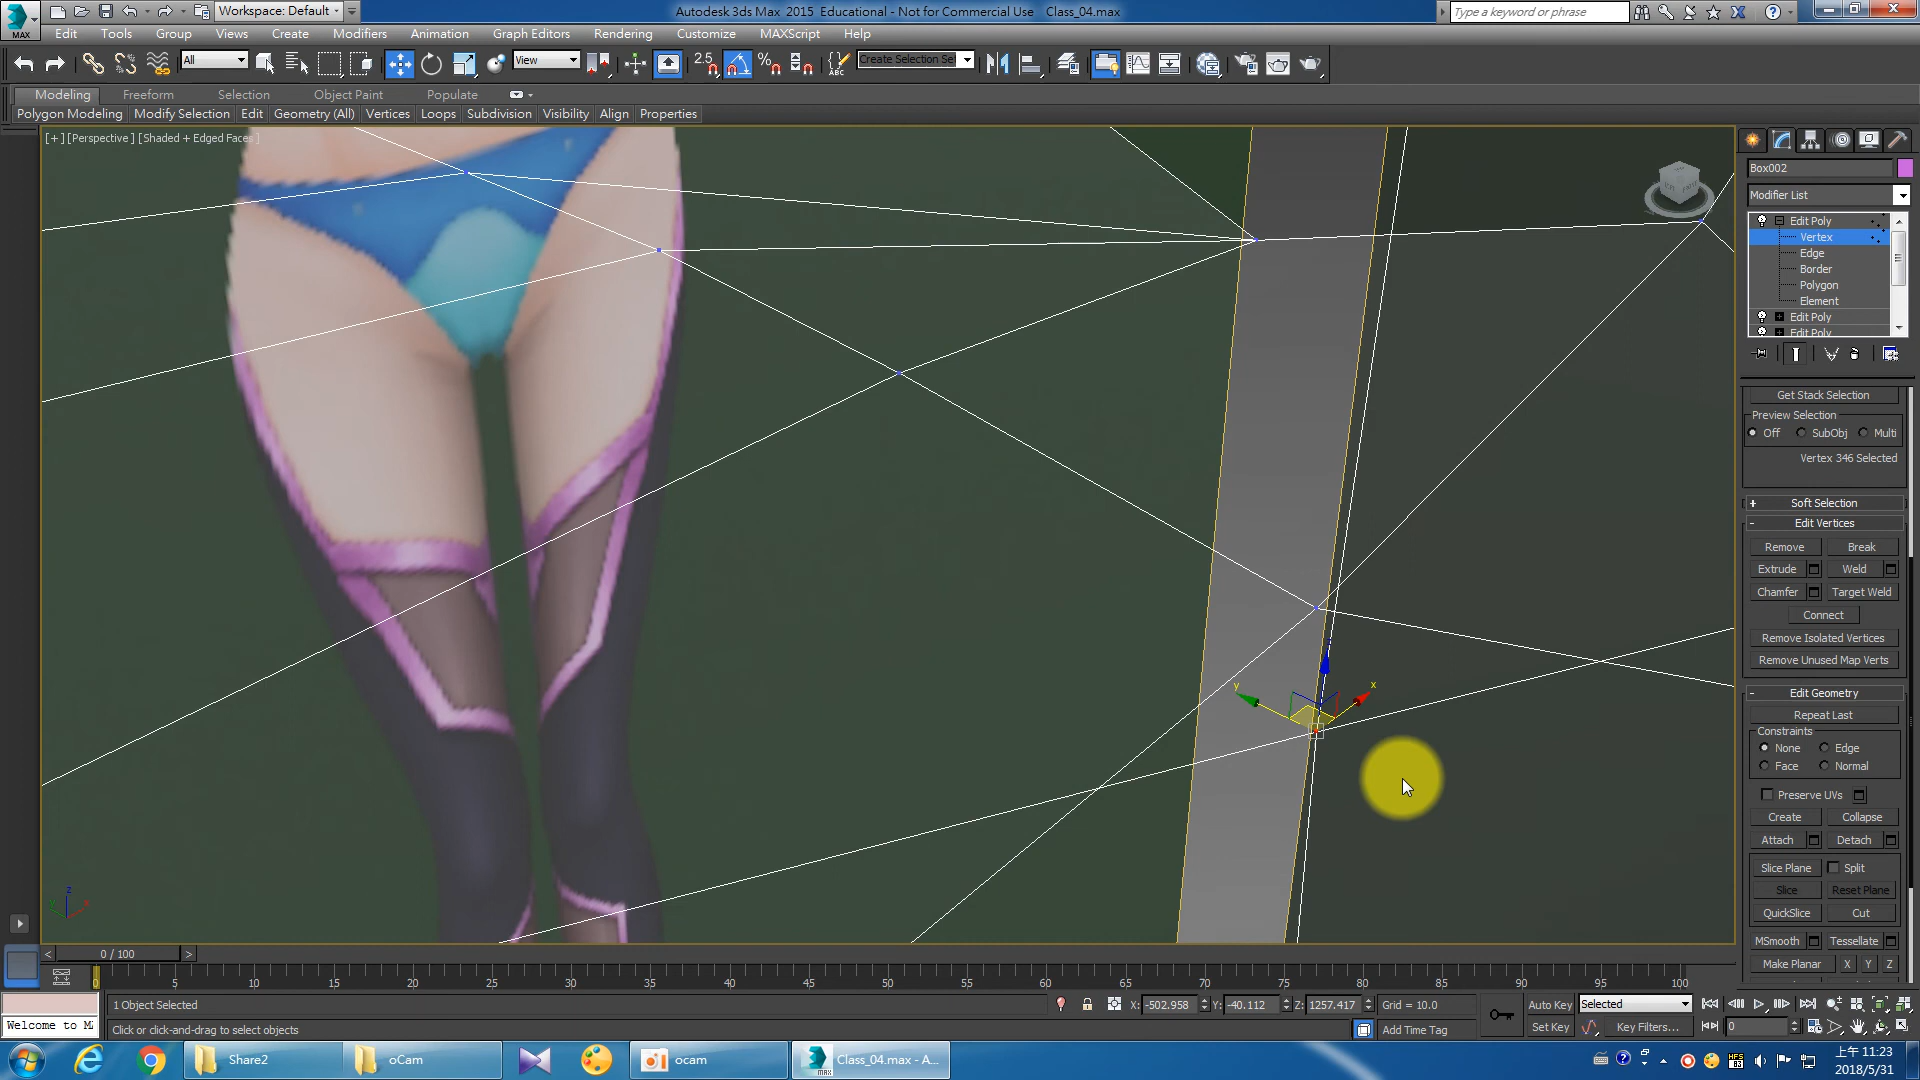 Workspace: Default
Autodesk 3ds Max 2015 Educational - Not for Commercial Use Class_04.max
Type a keyword or phrase
MAX
Edit Tools Group Views Create Modifiers Animation Graph Editors Rendering Customize MAXScript Help
All
View
2.5
Create Selection Se
Modeling Freeform Selection Object Paint Populate
Polygon Modeling Modify Selection Edit Geometry (All) Vertices Loops Subdivision Visibility Align Properties
[+] [Perspective] [Shaded + Edged Faces]
Box002
Modifier List
Edit Poly
Vertex
Edge
Border
Polygon
Element
Edit Poly
Edit Poly
Get Stack Selection
Preview Selection
Off SubObj Multi
Vertex 346 Selected
+ Soft Selection
- Edit Vertices
Remove Break
Extrude Weld
Chamfer Target Weld
Connect
Remove Isolated Vertices
Remove Unused Map Verts
- Edit Geometry
Repeat Last
Constraints
None Edge
Face Normal
Preserve UVs
Create Collapse
Attach Detach
Slice Plane Split
Slice Reset Plane
QuickSlice Cut
MSmooth Tessellate
Make Planar X Y Z
y x
z
y x
< 0 / 100 >
0 5 10 15 20 25 30 35 40 45 50 55 60 65 70 75 80 85 90 95 100
1 Object Selected
X: -502.958 Y: -40.112 Z: 1257.417 Grid = 10.0
Auto Key Selected
Welcome to MA
Click or click-and-drag to select objects
Add Time Tag
Set Key Key Filters... 0
Share2 oCam ocam Class_04.max - A...
上午 11:23
2018/5/31